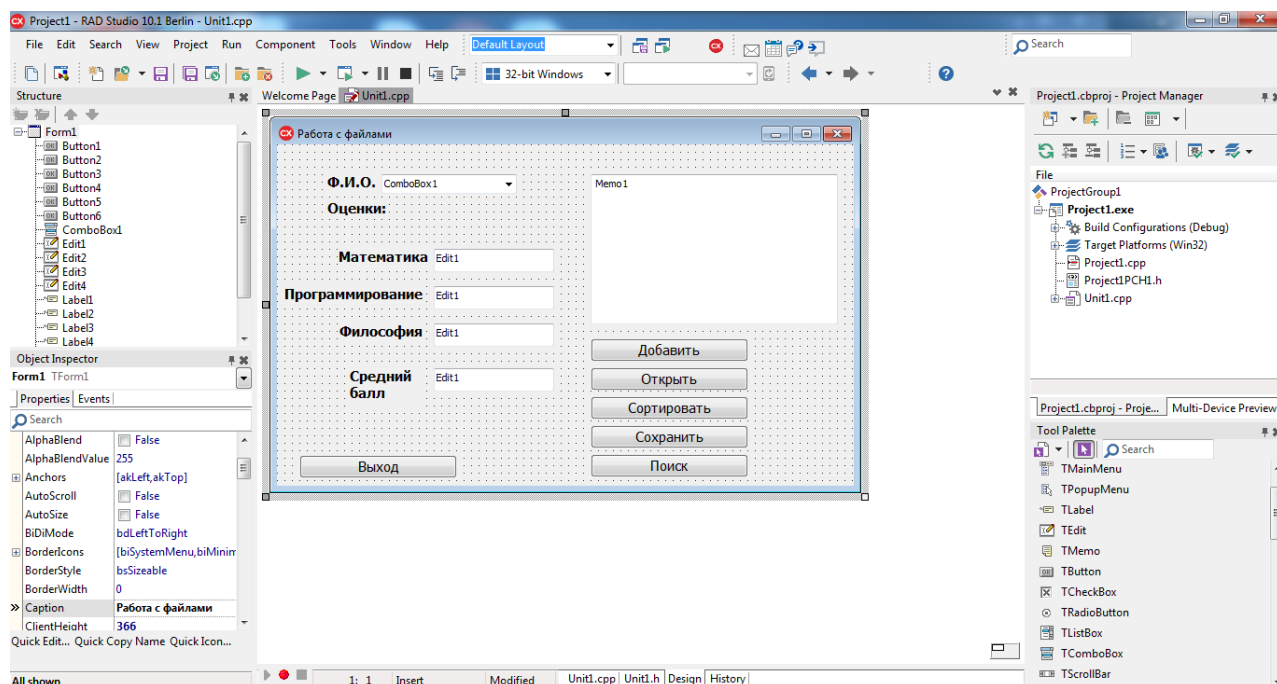 Project1 - RAD Studio 10.1 Berlin - Unit1.cpp
File Edit Search View Project Run Component Tools Window Help Default Layout
Search
32-bit Windows
Structure
Welcome Page Unit1.cpp
Project1.cbproj - Project Manager
Form1
Button1
Button2
Button3
Button4
Button5
Button6
ComboBox1
Edit1
Edit2
Edit3
Edit4
Label1
Label2
Label3
Label4
Работа с файлами
Ф.И.О. ComboBox1
Оценки:
Математика Edit1
Программирование Edit1
Философия Edit1
Средний Edit1
балл
Выход
Memo1
Добавить
Открыть
Сортировать
Сохранить
Поиск
File
ProjectGroup1
Project1.exe
Build Configurations (Debug)
Target Platforms (Win32)
Project1.cpp
Project1PCH1.h
Unit1.cpp
Project1.cbproj - Proje... Multi-Device Preview
Object Inspector
Form1 TForm1
Properties Events
Search
AlphaBlend False
AlphaBlendValue 255
Anchors [akLeft,akTop]
AutoScroll False
AutoSize False
BiDiMode bdLeftToRight
BorderIcons [biSystemMenu,biMinim
BorderStyle bsSizeable
BorderWidth 0
Caption Работа с файлами
ClientHeight 366
Quick Edit... Quick Copy Name Quick Icon...
All shown
1: 1 Insert Modified Unit1.cpp Unit1.h Design History
Tool Palette
Search
TMainMenu
TPopupMenu
TLabel
TEdit
TMemo
TButton
TCheckBox
TRadioButton
TListBox
TComboBox
TScrollBar